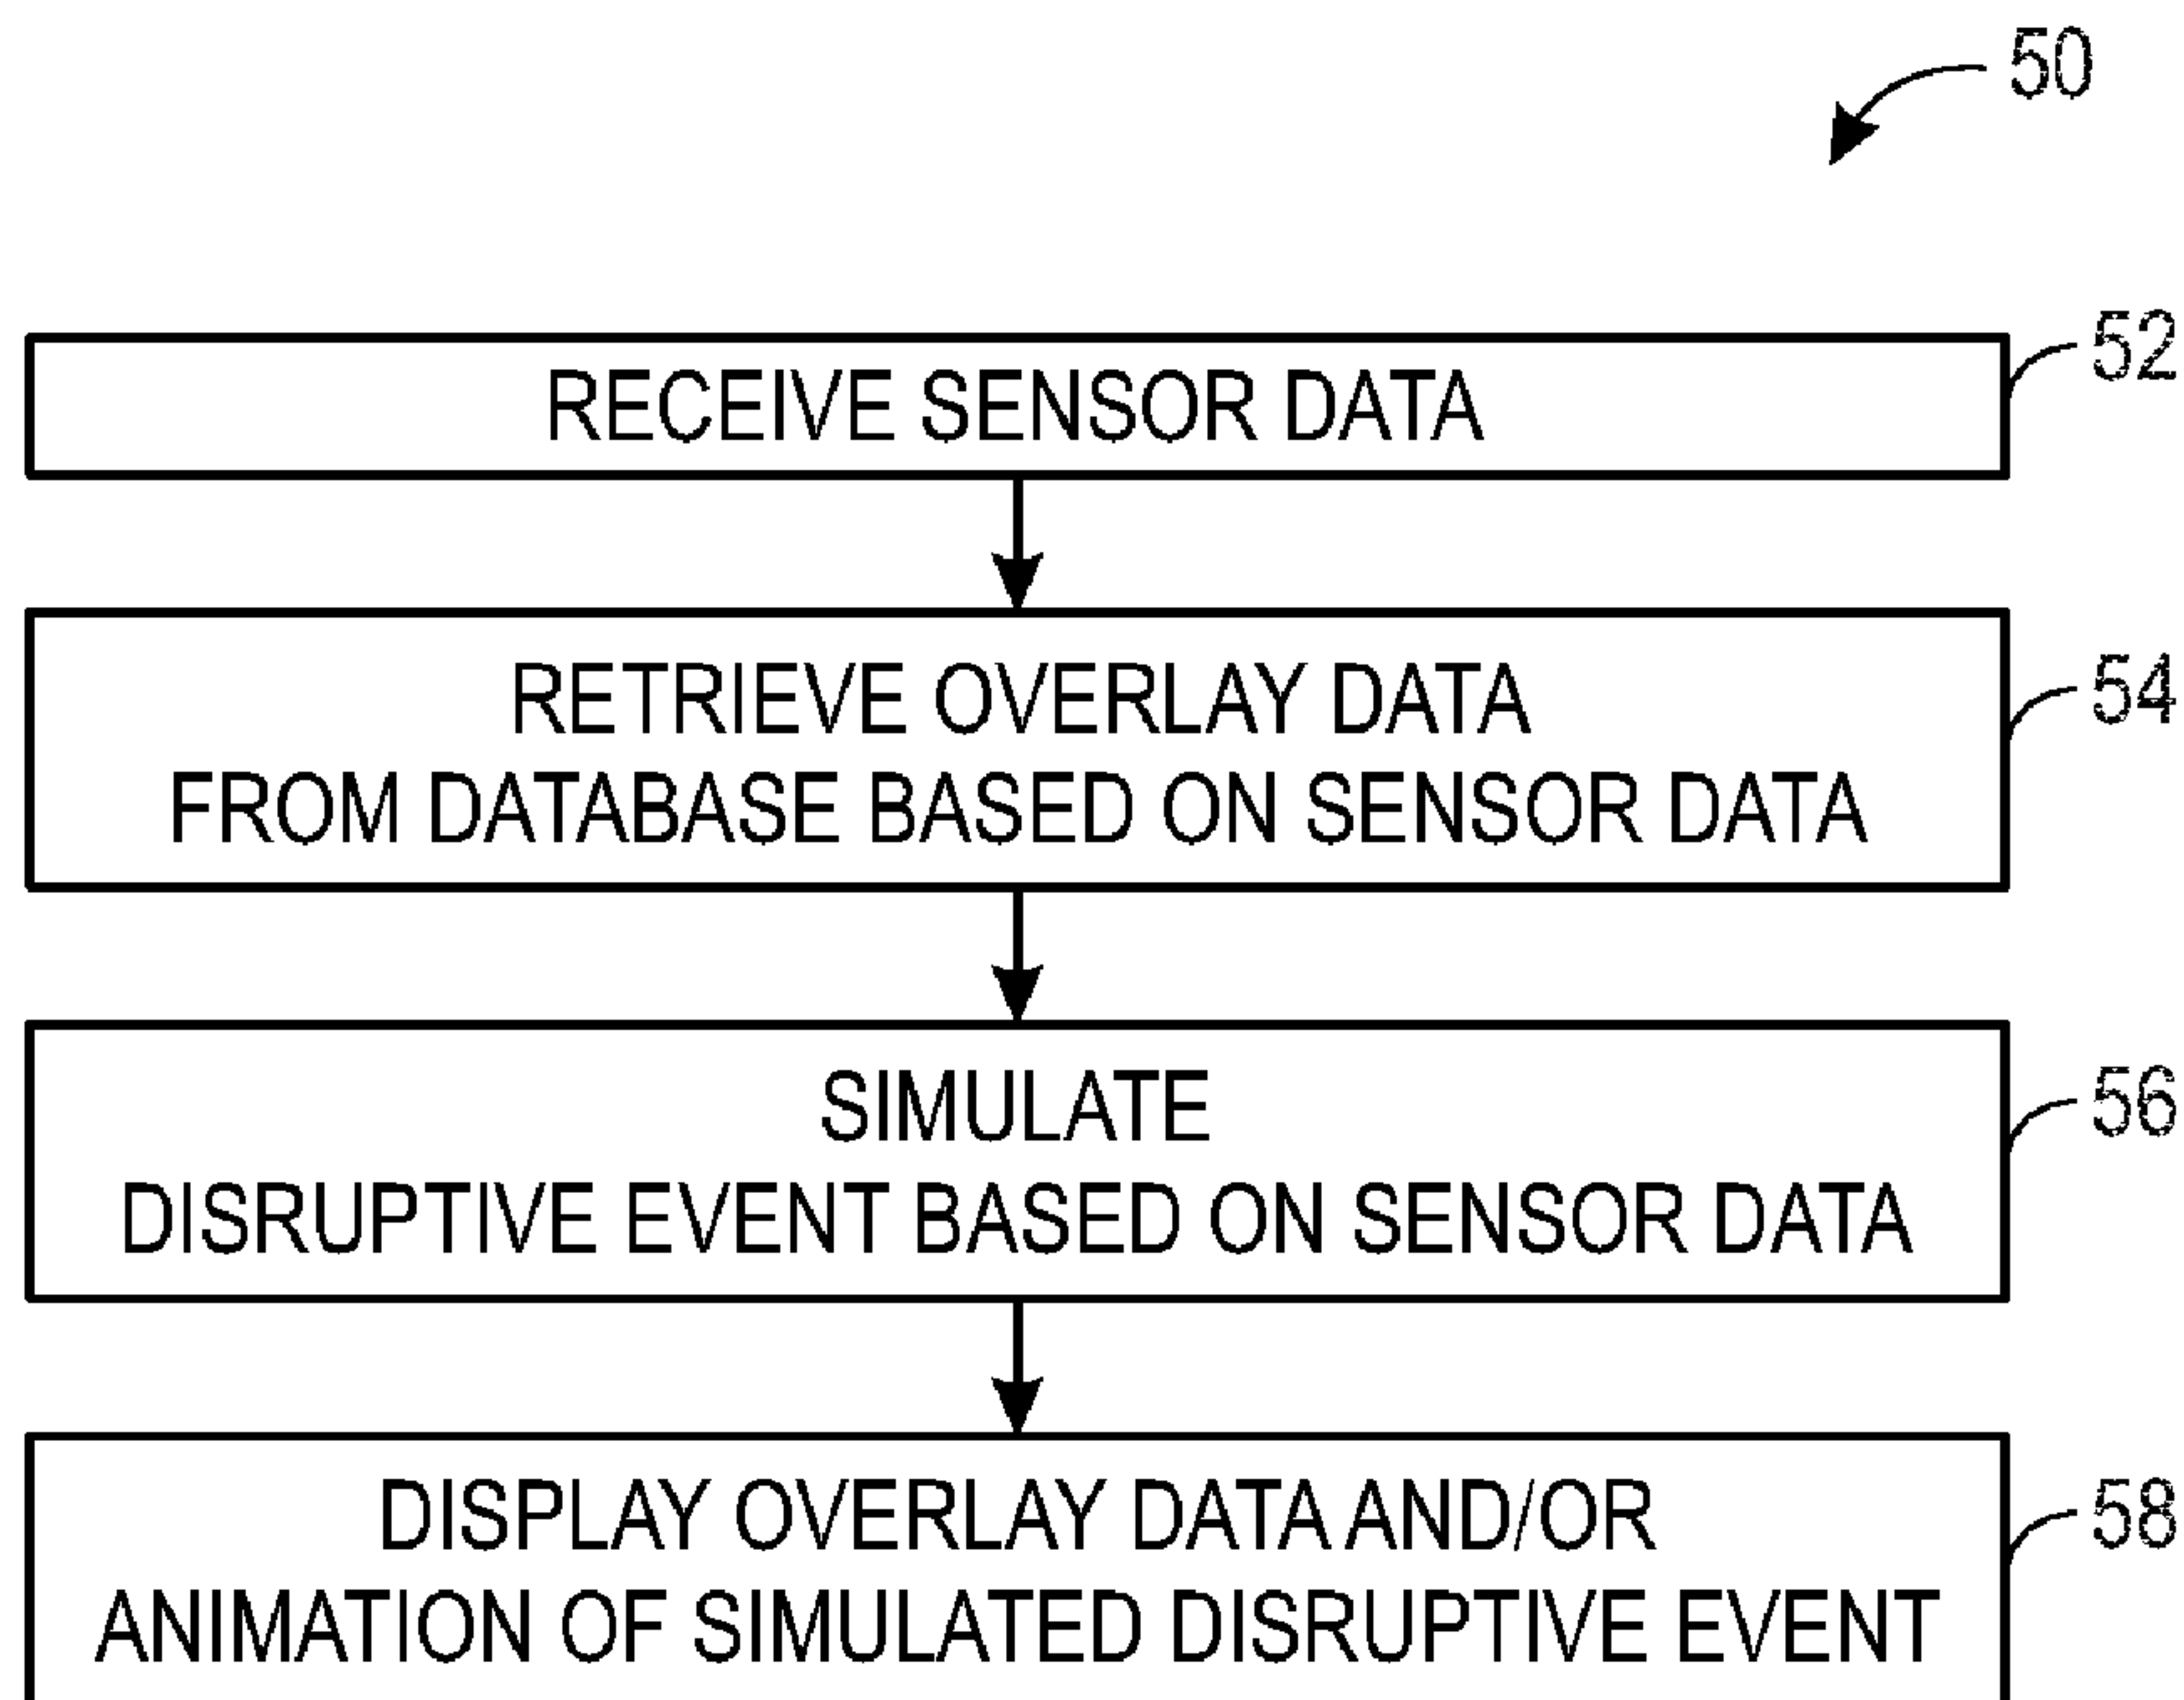 50
RECEIVE SENSOR DATA
52
RETRIEVE OVERLAY DATA
FROM DATABASE BASED ON SENSOR DATA
54
SIMULATE
DISRUPTIVE EVENT BASED ON SENSOR DATA
56
DISPLAY OVERLAY DATA AND/OR
ANIMATION OF SIMULATED DISRUPTIVE EVENT
58